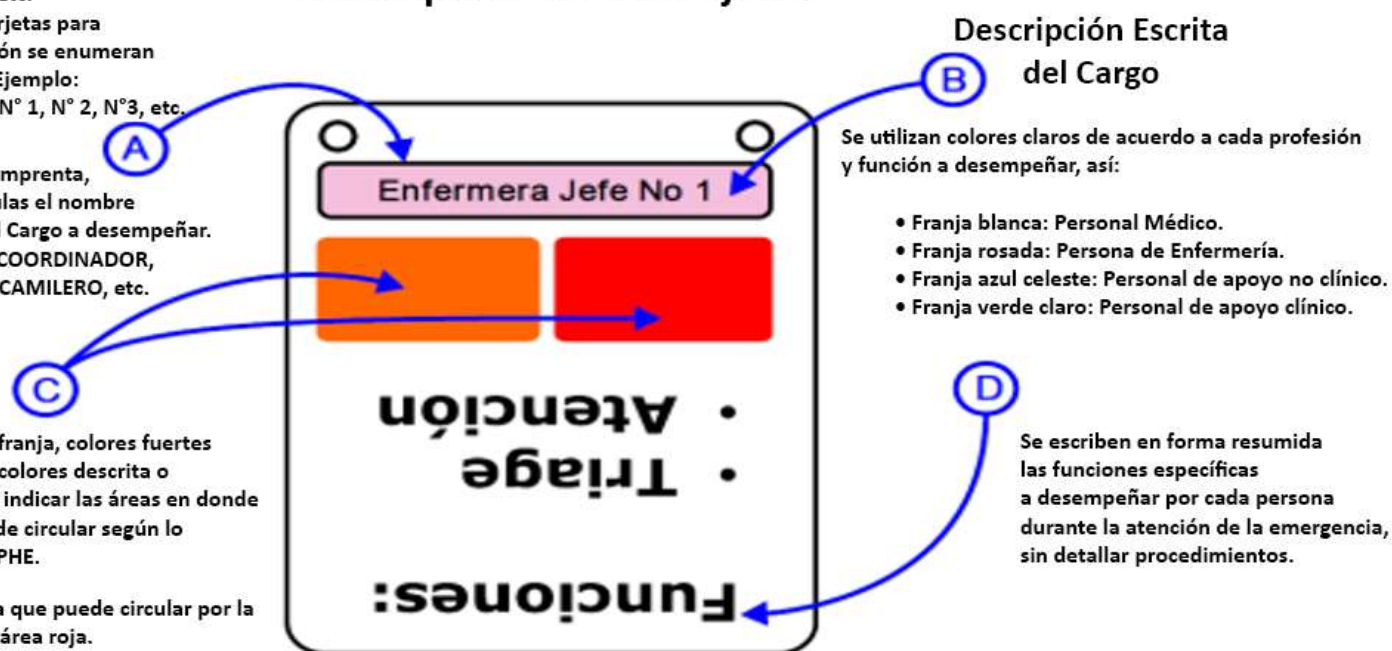 rjetas para
ón se enumeran
Ejemplo:
N° 1, N° 2, N°3, etc.
A
mprenta,
las el nombre
l Cargo a desempeñar.
COORDINADOR,
CAMILERO, etc.
C
franja, colores fuertes
colores descrita o
indicar las áreas en donde
de circular según lo
PHE.
a que puede circular por la
área roja.
Enfermera Jefe No 1
Funciones:
• Triage
• Atención
Descripción Escrita
del Cargo
B
Se utilizan colores claros de acuerdo a cada profesión
y función a desempeñar, así:
• Franja blanca: Personal Médico.
• Franja rosada: Persona de Enfermería.
• Franja azul celeste: Personal de apoyo no clínico.
• Franja verde claro: Personal de apoyo clínico.
D
Se escriben en forma resumida
las funciones específicas
a desempeñar por cada persona
durante la atención de la emergencia,
sin detallar procedimientos.